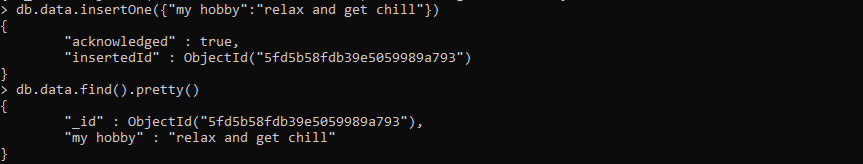 > db.data.insertOne({"my hobby":"relax and get chill"})
{
        "acknowledged" : true,
        "insertedId" : ObjectId("5fd5b58fdb39e5059989a793")
}
> db.data.find().pretty()
{
        "_id" : ObjectId("5fd5b58fdb39e5059989a793"),
        "my hobby" : "relax and get chill"
}